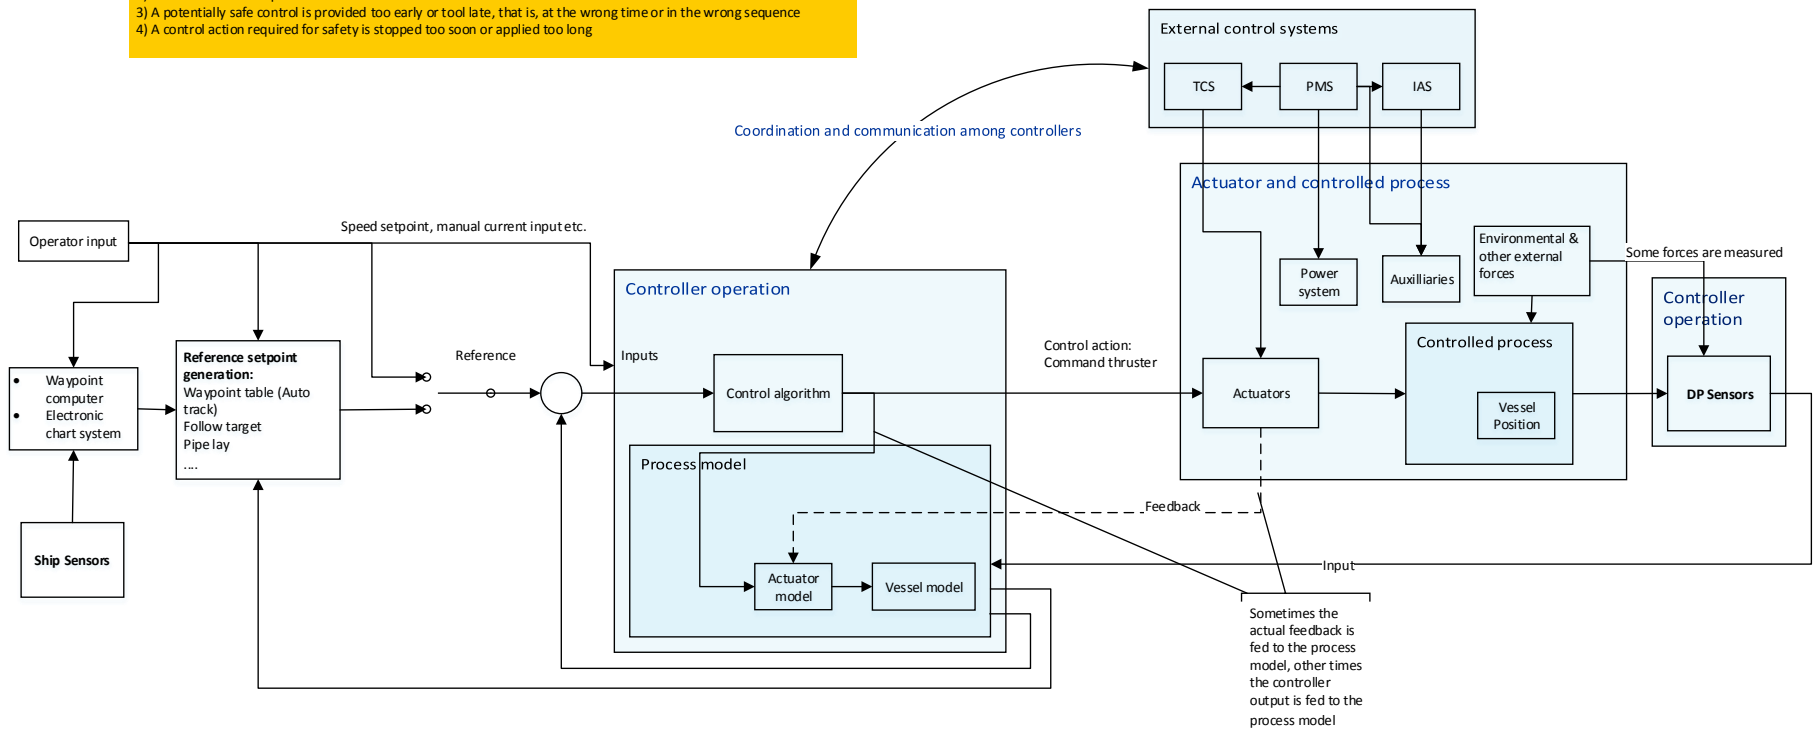 3) A potentially safe control is provided too early or tool late, that is, at the wrong time or in the wrong sequence
4) A control action required for safety is stopped too soon or applied too long
External control systems
TCS
PMS
IAS
Coordination and communication among controllers
Actuator and controlled process
Operator input
Speed setpoint, manual current input etc.
Environmental &
other external
forces
Some forces are measured
Power
system
Auxilliaries
Controller operation
Controller
operation
Waypoint
computer
Electronic
chart system
Reference setpoint
generation:
Waypoint table (Auto
track)
Follow target
Pipe lay
....
Reference
Inputs
Control algorithm
Control action:
Command thruster
Actuators
Controlled process
Vessel
Position
DP Sensors
Process model
Feedback
Ship Sensors
Actuator
model
Vessel model
Input
Sometimes the
actual feedback is
fed to the process
model, other times
the controller
output is fed to the
process model